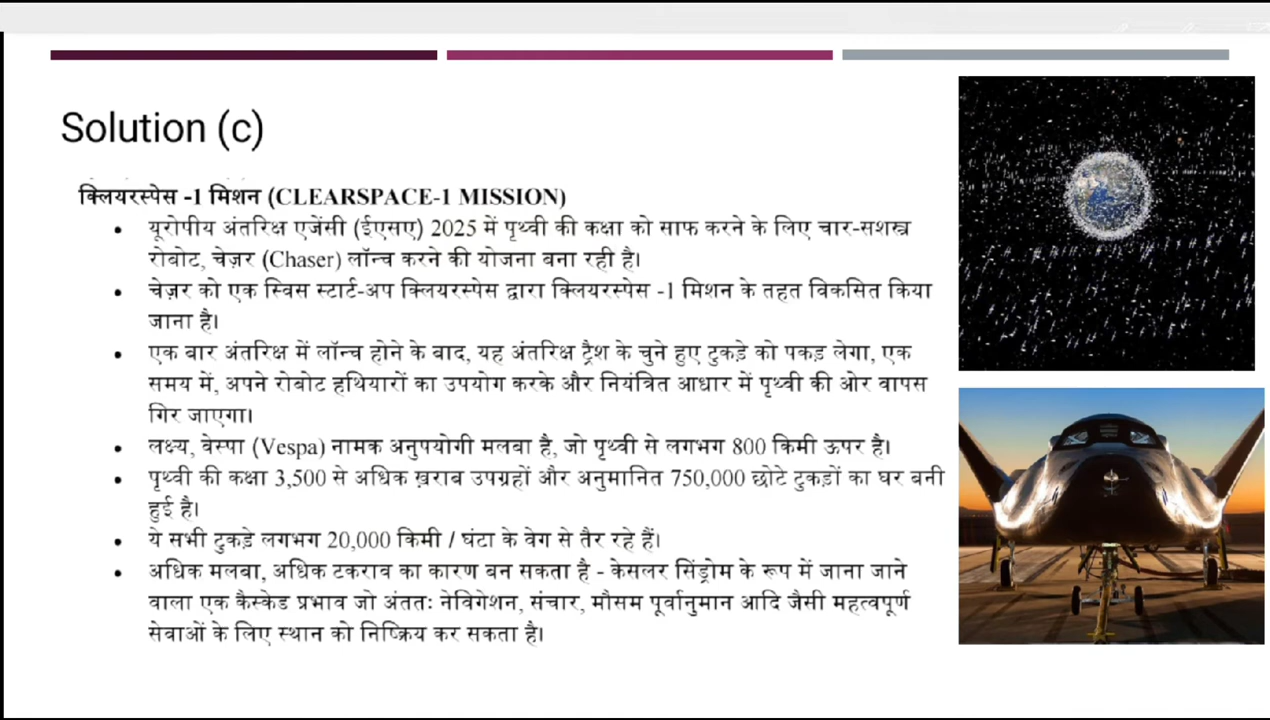 Solution (c)
क्लियरस्पेस -1 मिशन (CLEARSPACE-1 MISSION)
• यूरोपीय अंतरिक्ष एजेंसी (ईएसए) 2025 में पृथ्वी की कक्षा को साफ करने के लिए चार-सशस्त्र
रोबोट, चेज़र (Chaser) लॉन्च करने की योजना बना रही है।
• चेज़र को एक स्विस स्टार्ट-अप क्लियरस्पेस द्वारा क्लियरस्पेस -1 मिशन के तहत विकसित किया
जाना है।
• एक बार अंतरिक्ष में लॉन्च होने के बाद, यह अंतरिक्ष ट्रैश के चुने हुए टुकड़े को पकड़ लेगा, एक
समय में, अपने रोबोट हथियारों का उपयोग करके और नियंत्रित आधार में पृथ्वी की ओर वापस
गिर जाएगा।
• लक्ष्य, वेस्पा (Vespa) नामक अनुपयोगी मलबा है, जो पृथ्वी से लगभग 800 किमी ऊपर है।
• पृथ्वी की कक्षा 3,500 से अधिक ख़राब उपग्रहों और अनुमानित 750,000 छोटे टुकड़ों का घर बनी
हुई है।
• ये सभी टुकड़े लगभग 20,000 किमी / घंटा के वेग से तैर रहे हैं।
• अधिक मलबा, अधिक टकराव का कारण बन सकता है - केसलर सिंड्रोम के रूप में जाना जाने
वाला एक कैस्केड प्रभाव जो अंततः नेविगेशन, संचार, मौसम पूर्वानुमान आदि जैसी महत्वपूर्ण
सेवाओं के लिए स्थान को निष्क्रिय कर सकता है।